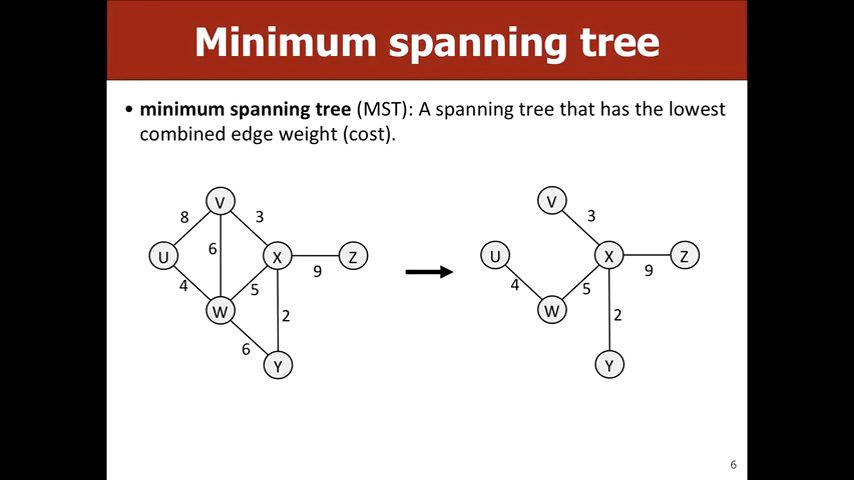 Minimum spanning tree
• minimum spanning tree (MST): A spanning tree that has the lowest
combined edge weight (cost).
V
8
3
U
6
X
Z
9
4
5
W
2
6
Y
V
3
U
X
Z
9
4
5
W
2
Y
6